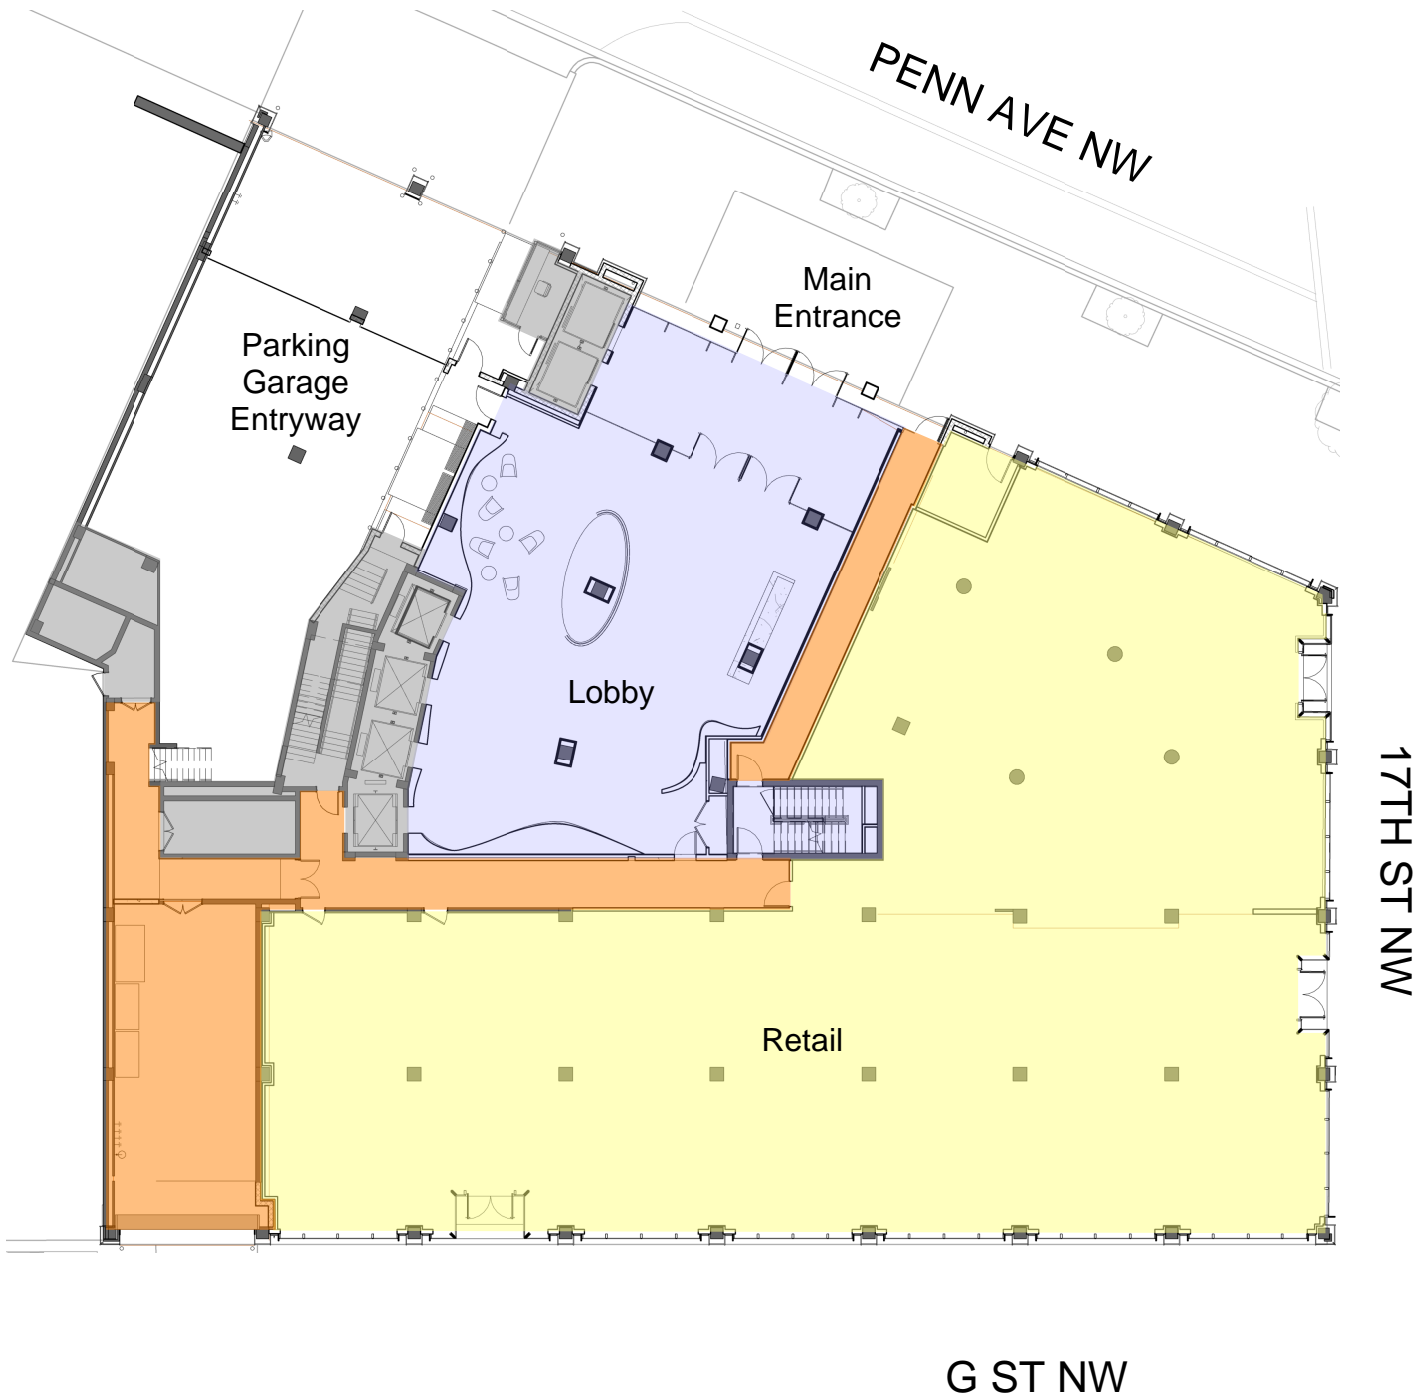 PENN AVE NW
Main
Entrance
Parking
Garage
Entryway
Lobby
17TH ST NW
Retail
G ST NW